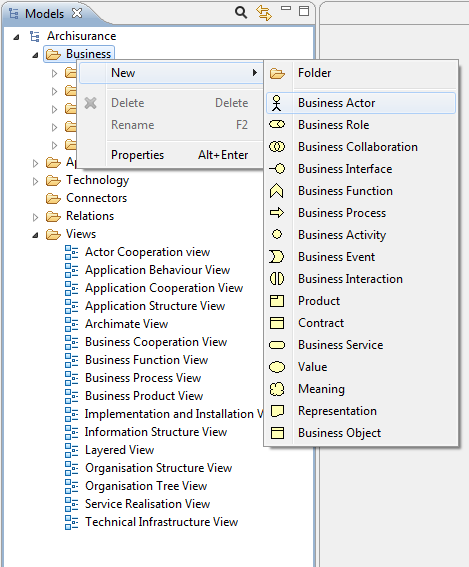 Models
Archisurance
Business
New
Delete Delete
Rename F2
Properties Alt+Enter
Folder
Business Actor
Business Role
Business Collaboration
Business Interface
Business Function
Business Process
Business Activity
Business Event
Business Interaction
Product
Contract
Business Service
Value
Meaning
Representation
Business Object
Technology
Connectors
Relations
Views
Actor Cooperation view
Application Behaviour View
Application Cooperation View
Application Structure View
Archimate View
Business Cooperation View
Business Function View
Business Process View
Business Product View
Implementation and Installation V
Information Structure View
Layered View
Organisation Structure View
Organisation Tree View
Service Realisation View
Technical Infrastructure View